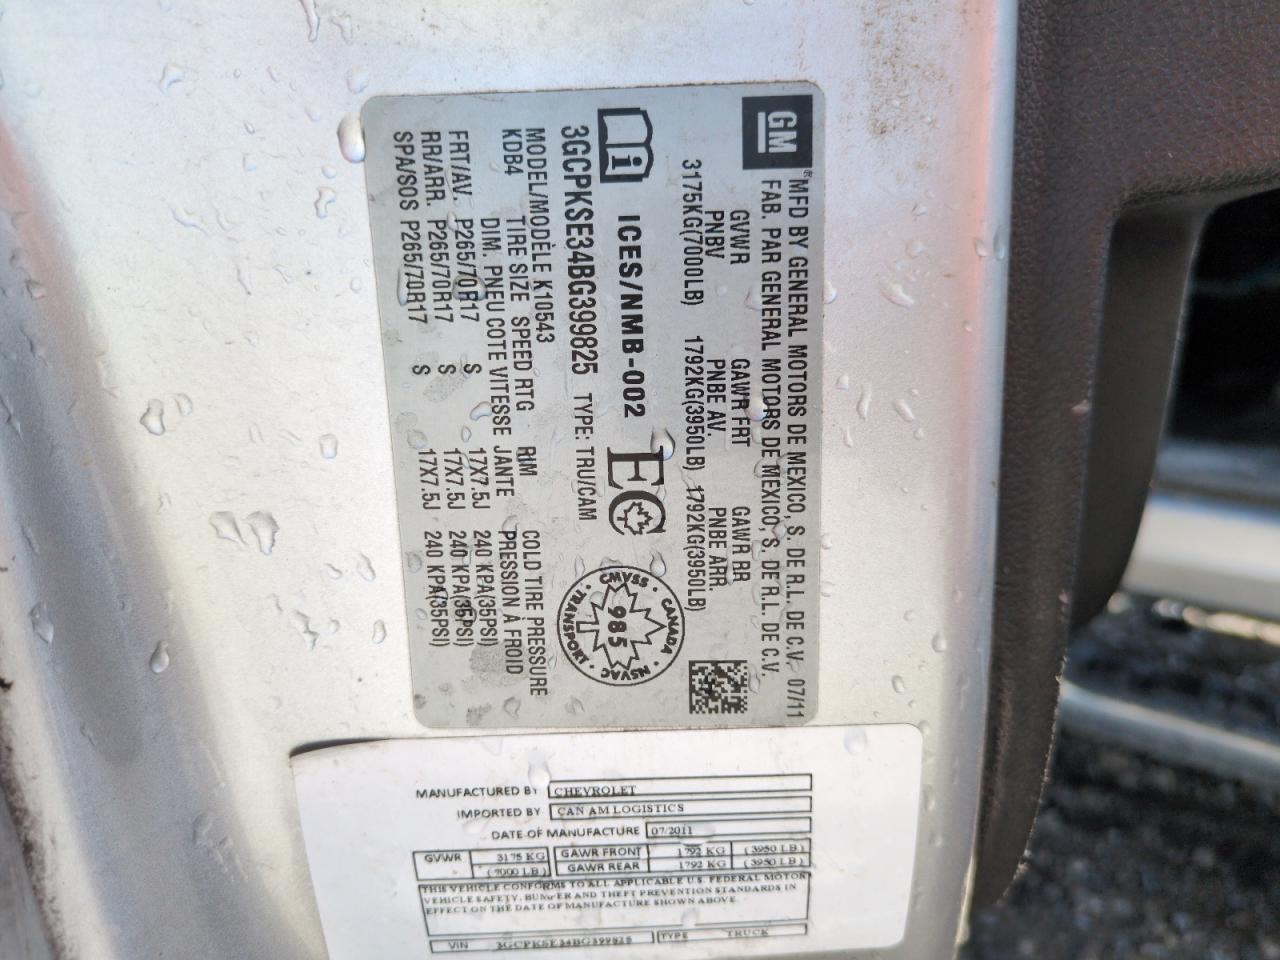 GM
®MFD BY GENERAL MOTORS DE MEXICO, S. DE R.L. DE C.V. 07/11
FAB. PAR GENERAL MOTORS DE MEXICO, S. DE R.L. DE C.V.
GVWR GAWR FRT GAWR RR
PNBV PNBE AV. PNBE ARR.
3175KG(7000LB) 1792KG(3950LB) 1792KG(3950LB)
i ICES/NMB-002 EC
CMVSS · CANADA · NSVAC · TRANSPORT ·
985
3GCPKSE34BG399825 TYPE: TRU/CAM
MODEL/MODÈLE K10543
KDB4 TIRE SIZE SPEED RTG RIM COLD TIRE PRESSURE
DIM. PNEU COTE VITESSE JANTE PRESSION A FROID
FRT/AV. P265/70R17 S 17X7.5J 240 KPA(35PSI)
RR/ARR. P265/70R17 S 17X7.5J 240 KPA(35PSI)
SPA/SOS P265/70R17 S 17X7.5J 240 KPA(35PSI)
MANUFACTURED BY CHEVROLET
IMPORTED BY CAN AM LOGISTICS
DATE OF MANUFACTURE 07/2011
GVWR 3175 KG GAWR FRONT 1792 KG (3950 LB)
(7000 LB) GAWR REAR 1792 KG (3950 LB)
THIS VEHICLE CONFORMS TO ALL APPLICABLE U.S. FEDERAL MOTOR
VEHICLE SAFETY, BUMPER AND THEFT PREVENTION STANDARDS IN
EFFECT ON THE DATE OF MANUFACTURE SHOWN ABOVE.
VIN 3GCPKSE34BG399825 TYPE TRUCK